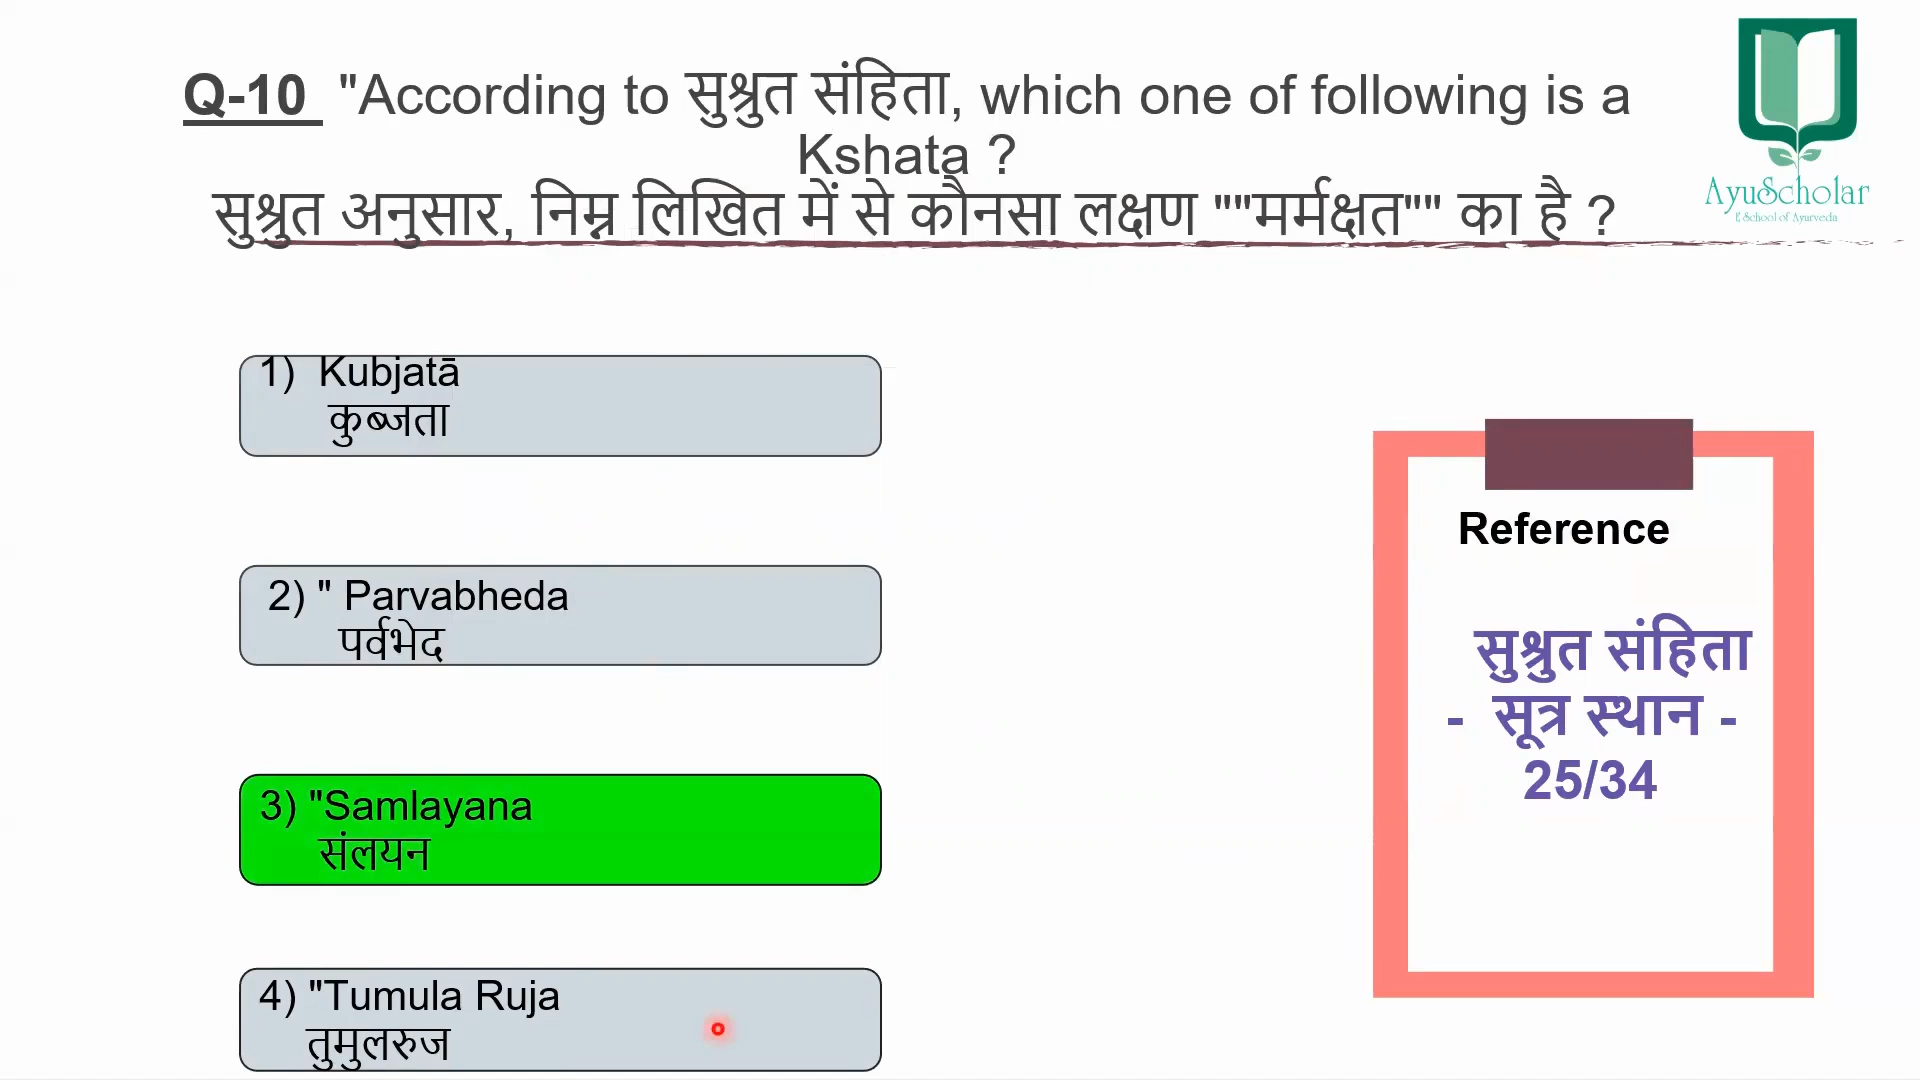 Q-10 "According to सुश्रुत संहिता, which one of following is a
Kshata ?
सुश्रुत अनुसार, निम्न लिखित में से कौनसा लक्षण ""मर्मक्षत"" का है ?
AyuScholar
E School of Ayurveda
1) Kubjatā
कुब्जता
2) " Parvabheda
पर्वभेद
3) "Samlayana
संलयन
4) "Tumula Ruja
तुमुलरुज
Reference
सुश्रुत संहिता
- सूत्र स्थान -
25/34